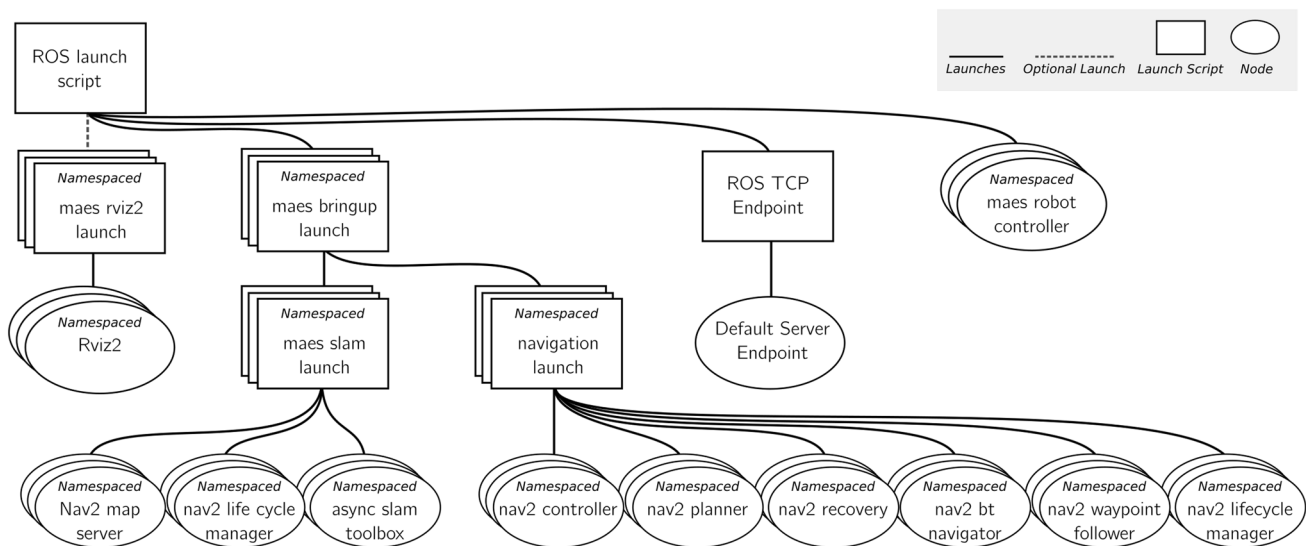 ROS launch
script
Launches
Optional Launch
Launch Script
Node
Namespaced
maes rviz2
launch
Namespaced
maes bringup
launch
ROS TCP
Endpoint
Namespaced
maes robot
controller
Namespaced
Rviz2
Namespaced
maes slam
launch
Namespaced
navigation
launch
Default Server
Endpoint
Namespaced
Nav2 map
server
Namespaced
nav2 life cycle
manager
Namespaced
async slam
toolbox
Namespaced
nav2 controller
Namespaced
nav2 planner
Namespaced
nav2 recovery
Namespaced
nav2 bt
navigator
Namespaced
nav2 waypoint
follower
Namespaced
nav2 lifecycle
manager